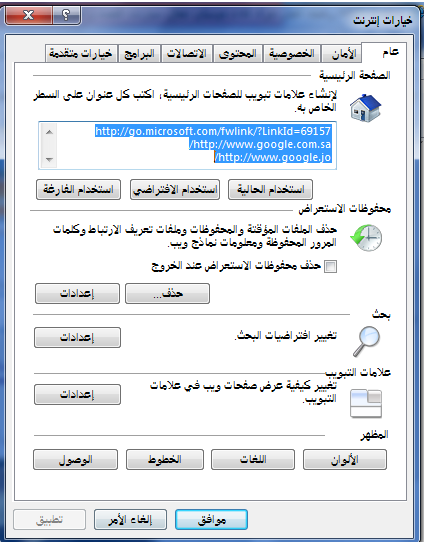 خيارات إنترنت
عام
الأمان
الخصوصية
المحتوى
الاتصالات
البرامج
خيارات متقدمة
الصفحة الرئيسية
لإنشاء علامات تبويب للصفحات الرئيسية، اكتب كل عنوان على السطر
الخاص به.
http://go.microsoft.com/fwlink/?LinkId=69157
http://www.google.com.sa/
http://www.google.jo/
استخدام الحالية
استخدام الافتراضي
استخدام الفارغة
محفوظات الاستعراض
حذف الملفات المؤقتة والمحفوظات وملفات تعريف الارتباط وكلمات
المرور المحفوظة ومعلومات نماذج ويب.
حذف محفوظات الاستعراض عند الخروج
حذف...
إعدادات
بحث
تغيير افتراضيات البحث.
إعدادات
علامات التبويب
تغيير كيفية عرض صفحات ويب في علامات
التبويب.
إعدادات
المظهر
الألوان
اللغات
الخطوط
الوصول
موافق
إلغاء الأمر
تطبيق